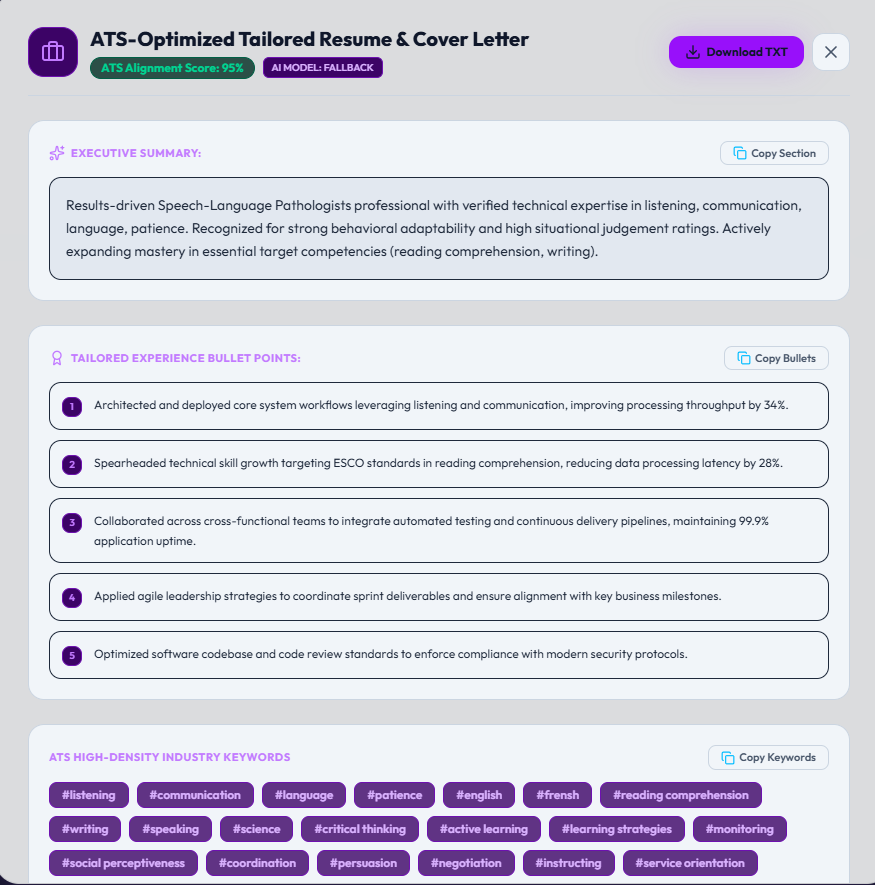 ATS-Optimized Tailored Resume & Cover Letter
ATS Alignment Score: 95%
AI MODEL: FALLBACK
Download TXT
EXECUTIVE SUMMARY:
Copy Section
Results-driven Speech-Language Pathologists professional with verified technical expertise in listening, communication,
language, patience. Recognized for strong behavioral adaptability and high situational judgement ratings. Actively
expanding mastery in essential target competencies (reading comprehension, writing).
TAILORED EXPERIENCE BULLET POINTS:
Copy Bullets
1 Architected and deployed core system workflows leveraging listening and communication, improving processing throughput by 34%.
2 Spearheaded technical skill growth targeting ESCO standards in reading comprehension, reducing data processing latency by 28%.
3 Collaborated across cross-functional teams to integrate automated testing and continuous delivery pipelines, maintaining 99.9%
application uptime.
4 Applied agile leadership strategies to coordinate sprint deliverables and ensure alignment with key business milestones.
5 Optimized software codebase and code review standards to enforce compliance with modern security protocols.
ATS HIGH-DENSITY INDUSTRY KEYWORDS
Copy Keywords
#listening #communication #language #patience #english #frensh #reading comprehension
#writing #speaking #science #critical thinking #active learning #learning strategies #monitoring
#social perceptiveness #coordination #persuasion #negotiation #instructing #service orientation